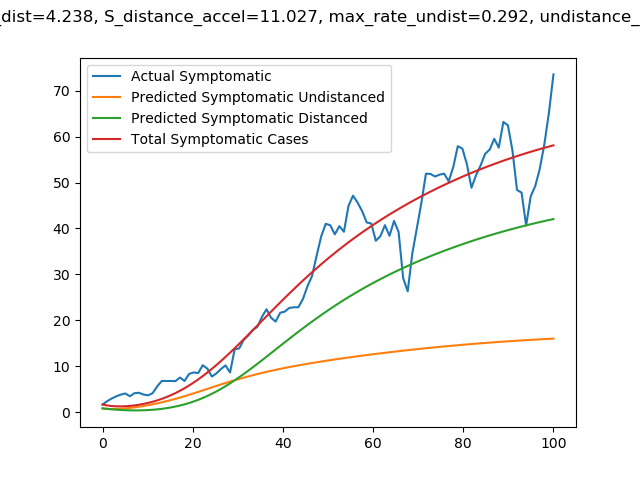 _dist=4.238, S_distance_accel=11.027, max_rate_undist=0.292, undistance_
Actual Symptomatic
Predicted Symptomatic Undistanced
Predicted Symptomatic Distanced
Total Symptomatic Cases
70
60
50
40
30
20
10
0
0 20 40 60 80 100